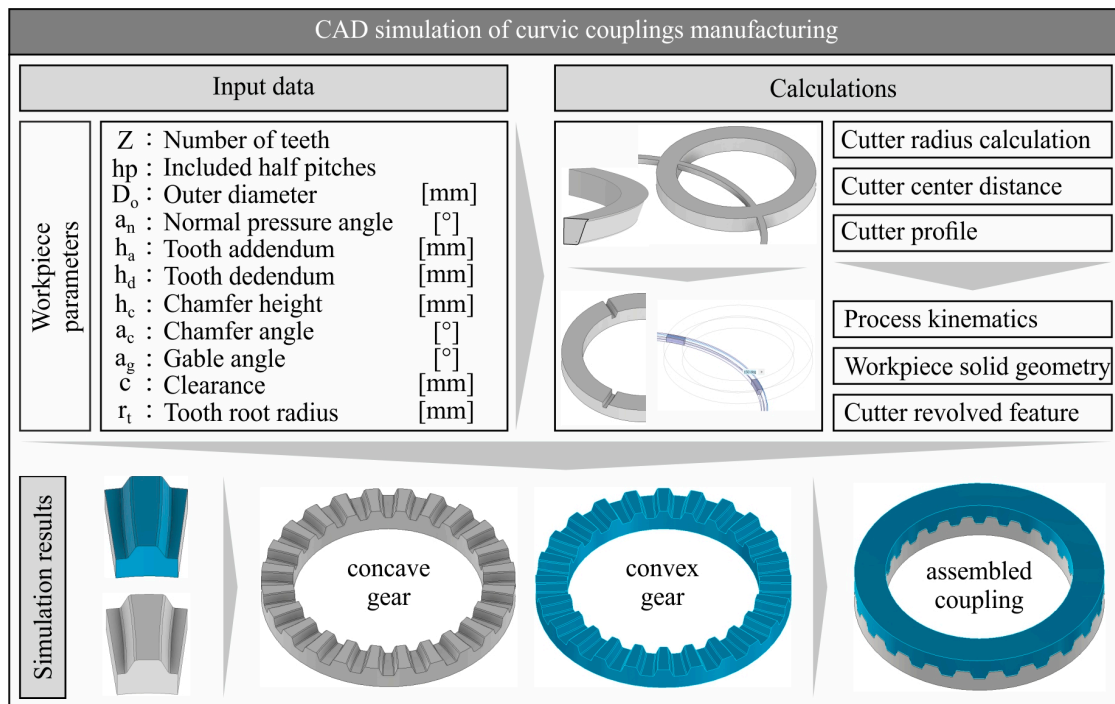 CAD simulation of curvic couplings manufacturing
Input data
Calculations
Workpiece
parameters
Z : Number of teeth
hp : Included half pitches
Do : Outer diameter [mm]
an : Normal pressure angle [°]
ha : Tooth addendum [mm]
hd : Tooth dedendum [mm]
hc : Chamfer height [mm]
ac : Chamfer angle [°]
ag : Gable angle [°]
c : Clearance [mm]
rt : Tooth root radius [mm]
Cutter radius calculation
Cutter center distance
Cutter profile
Process kinematics
Workpiece solid geometry
Cutter revolved feature
Simulation results
concave
gear
convex
gear
assembled
coupling